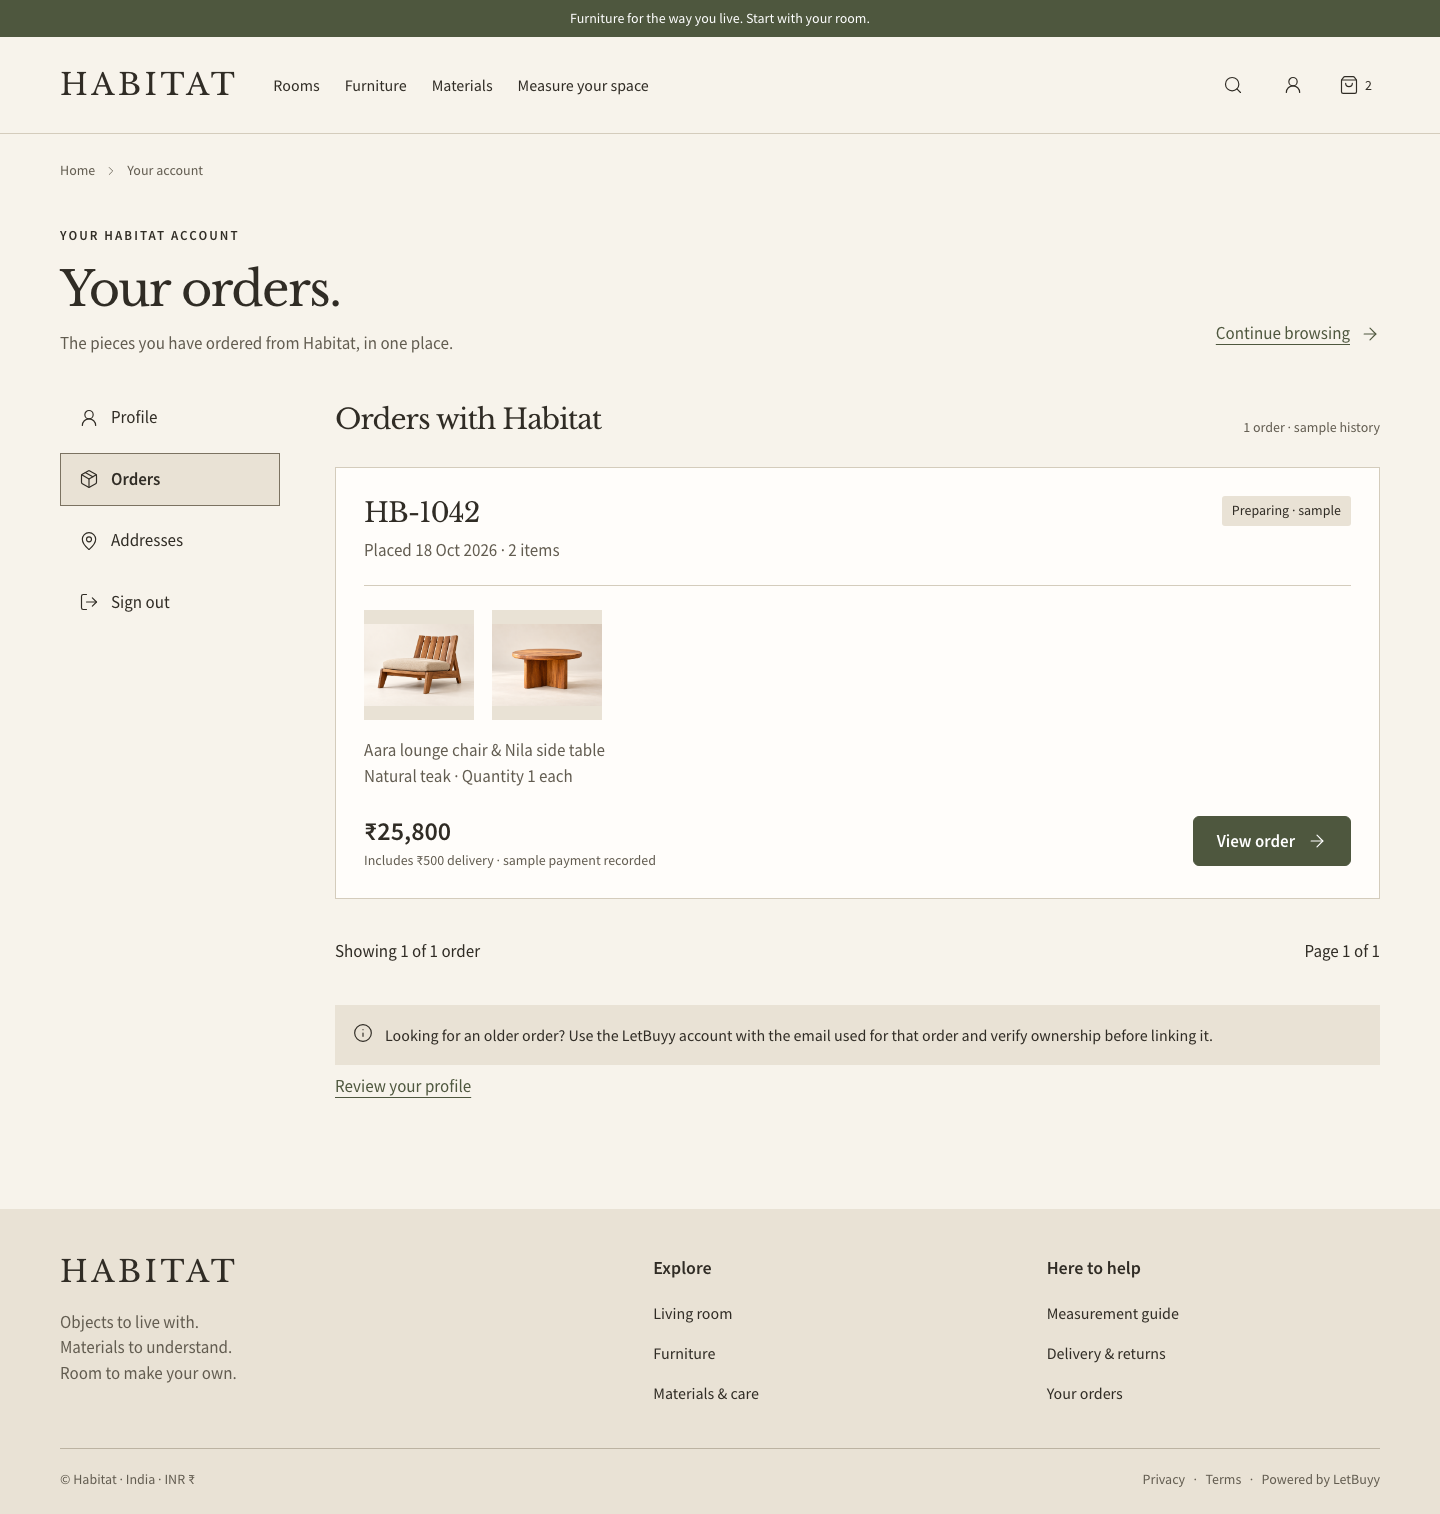 Furniture for the way you live. Start with your room.
HABITAT
Rooms
Furniture
Materials
Measure your space
2
Home
Your account
YOUR HABITAT ACCOUNT
Your orders.
The pieces you have ordered from Habitat, in one place.
Continue browsing
Profile
Orders
Addresses
Sign out
Orders with Habitat
1 order · sample history
HB-1042
Preparing · sample
Placed 18 Oct 2026 · 2 items
Aara lounge chair & Nila side table
Natural teak · Quantity 1 each
₹25,800
Includes ₹500 delivery · sample payment recorded
View order
Showing 1 of 1 order
Page 1 of 1
Looking for an older order? Use the LetBuyy account with the email used for that order and verify ownership before linking it.
Review your profile
HABITAT
Objects to live with.
Materials to understand.
Room to make your own.
Explore
Living room
Furniture
Materials & care
Here to help
Measurement guide
Delivery & returns
Your orders
© Habitat · India · INR ₹
Privacy · Terms · Powered by LetBuyy